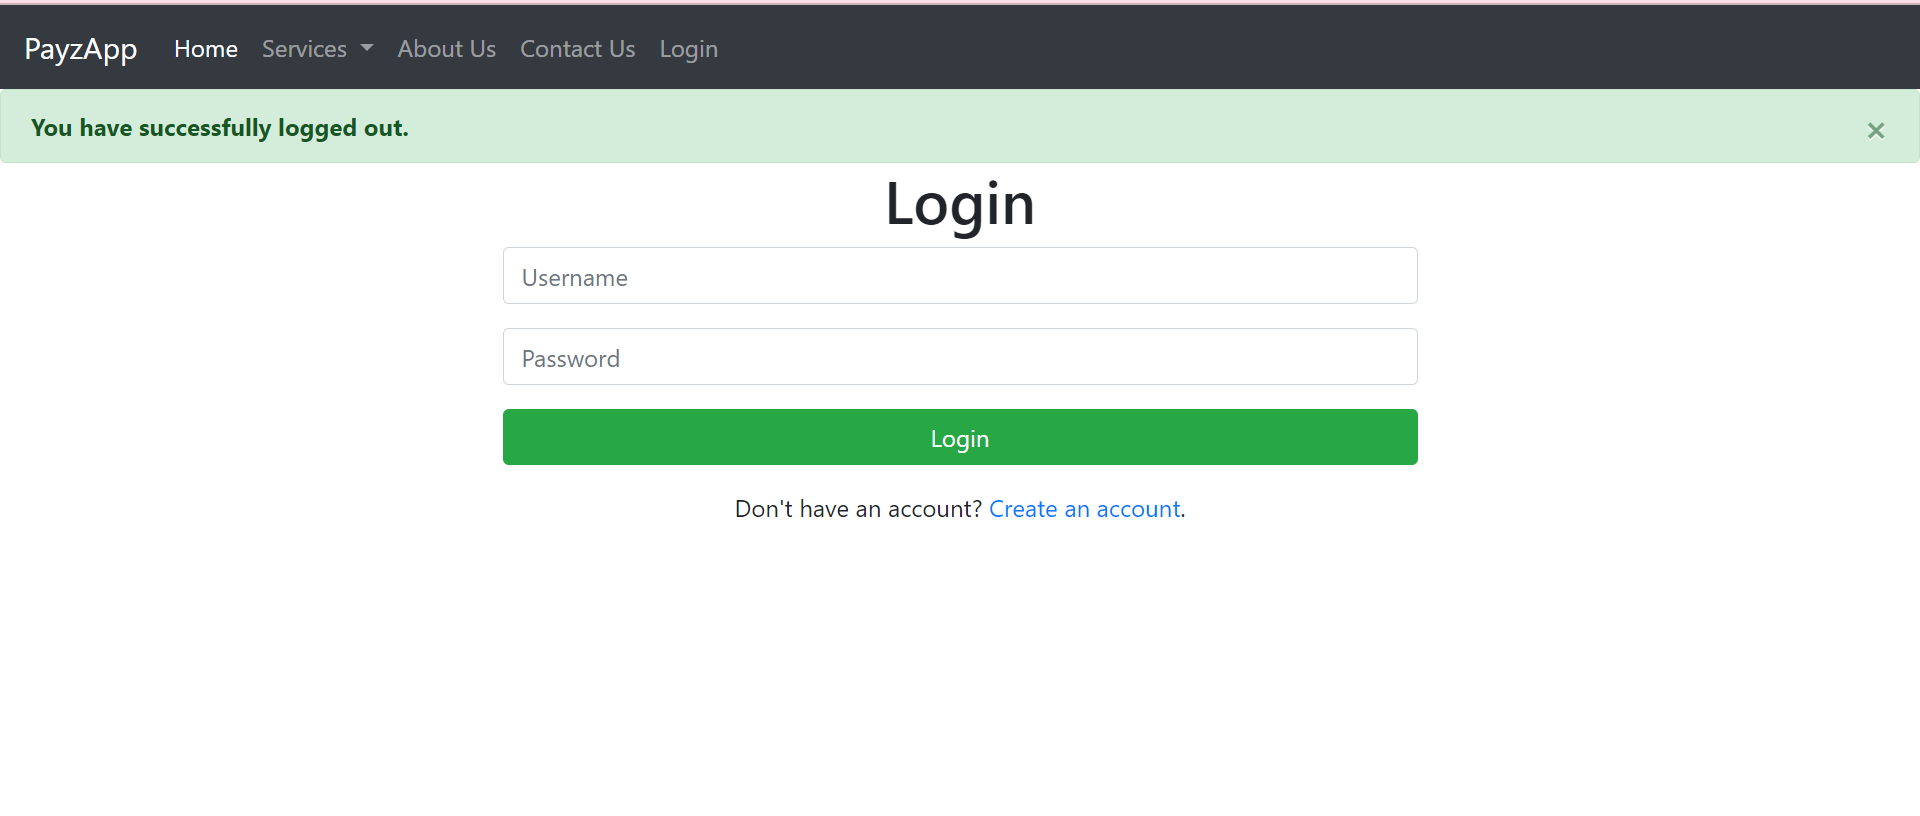 PayzApp Home Services About Us Contact Us Login
You have successfully logged out. ×
Login
Username
Password
Login
Don't have an account? Create an account.